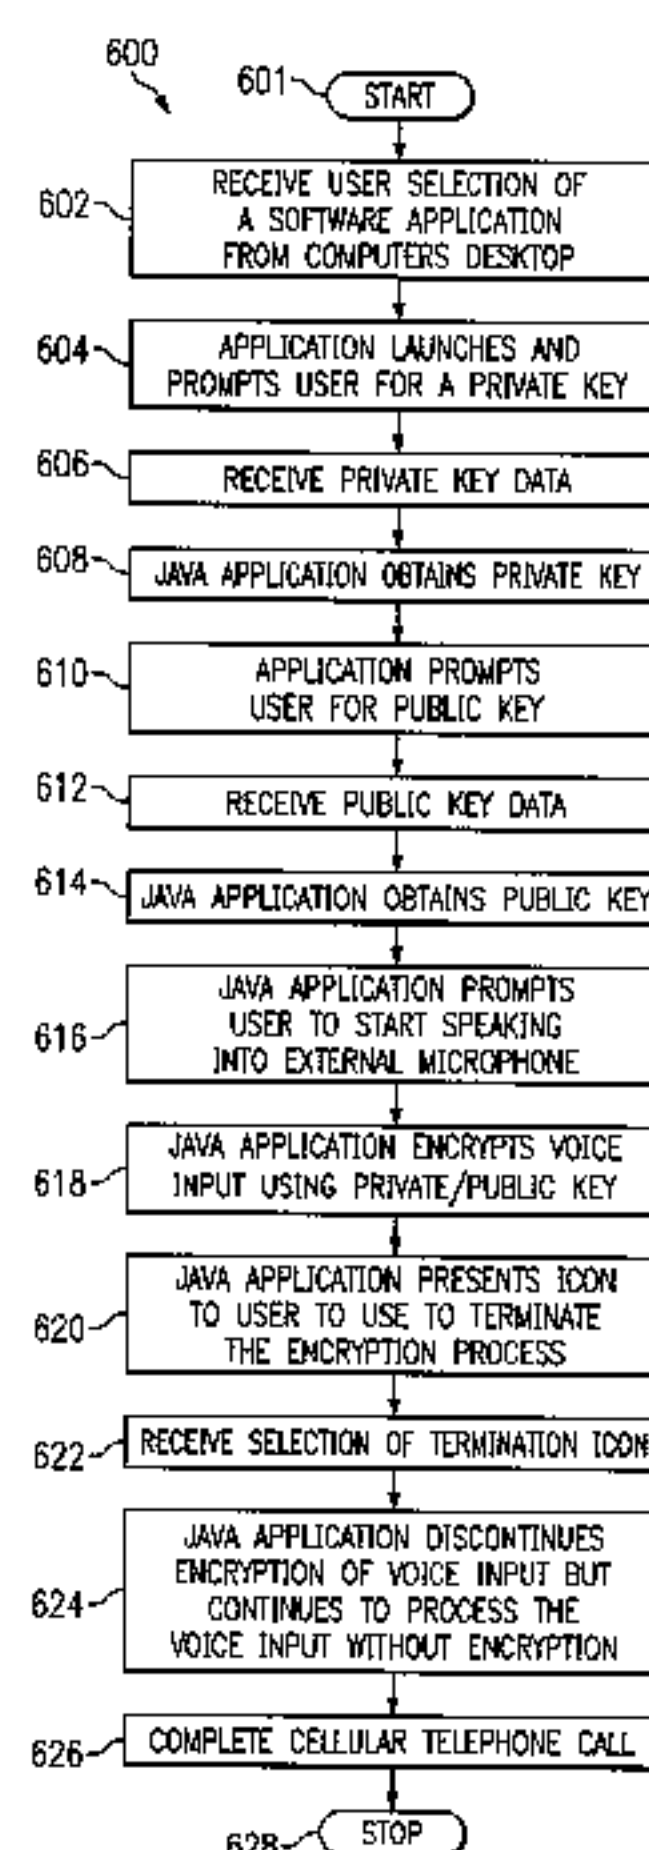 600
601
START
602
RECEIVE USER SELECTION OF
A SOFTWARE APPLICATION
FROM COMPUTERS DESKTOP
604
APPLICATION LAUNCHES AND
PROMPTS USER FOR A PRIVATE KEY
606
RECEIVE PRIVATE KEY DATA
608
JAVA APPLICATION OBTAINS PRIVATE KEY
610
APPLICATION PROMPTS
USER FOR PUBLIC KEY
612
RECEIVE PUBLIC KEY DATA
614
JAVA APPLICATION OBTAINS PUBLIC KEY
616
JAVA APPLICATION PROMPTS
USER TO START SPEAKING
INTO EXTERNAL MICROPHONE
618
JAVA APPLICATION ENCRYPTS VOICE
INPUT USING PRIVATE/PUBLIC KEY
620
JAVA APPLICATION PRESENTS ICON
TO USER TO USE TO TERMINATE
THE ENCRYPTION PROCESS
622
RECEIVE SELECTION OF TERMINATION ICON
624
JAVA APPLICATION DISCONTINUES
ENCRYPTION OF VOICE INPUT BUT
CONTINUES TO PROCESS THE
VOICE INPUT WITHOUT ENCRYPTION
626
COMPLETE CELLULAR TELEPHONE CALL
628
STOP